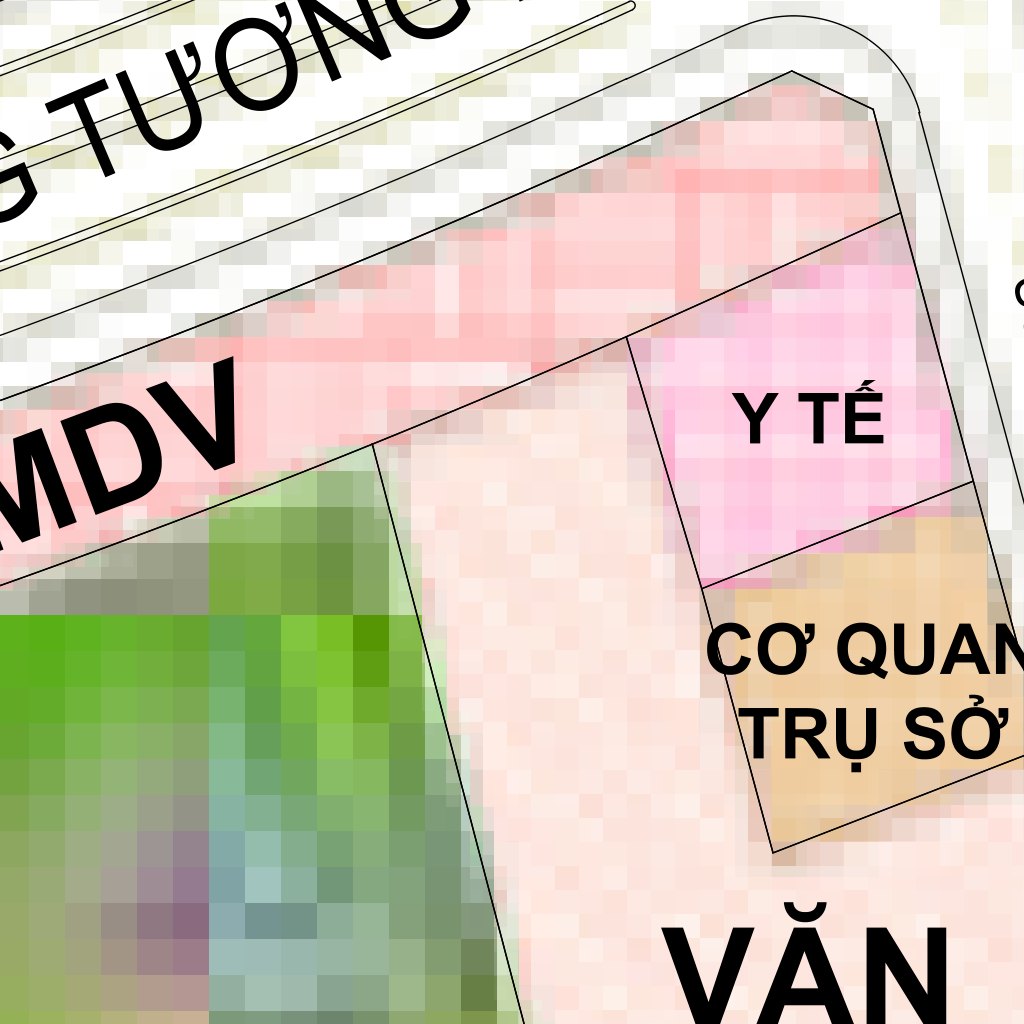 G TƯƠNG
MDV
Y TẾ
CƠ QUAN
TRỤ SỞ
VĂN